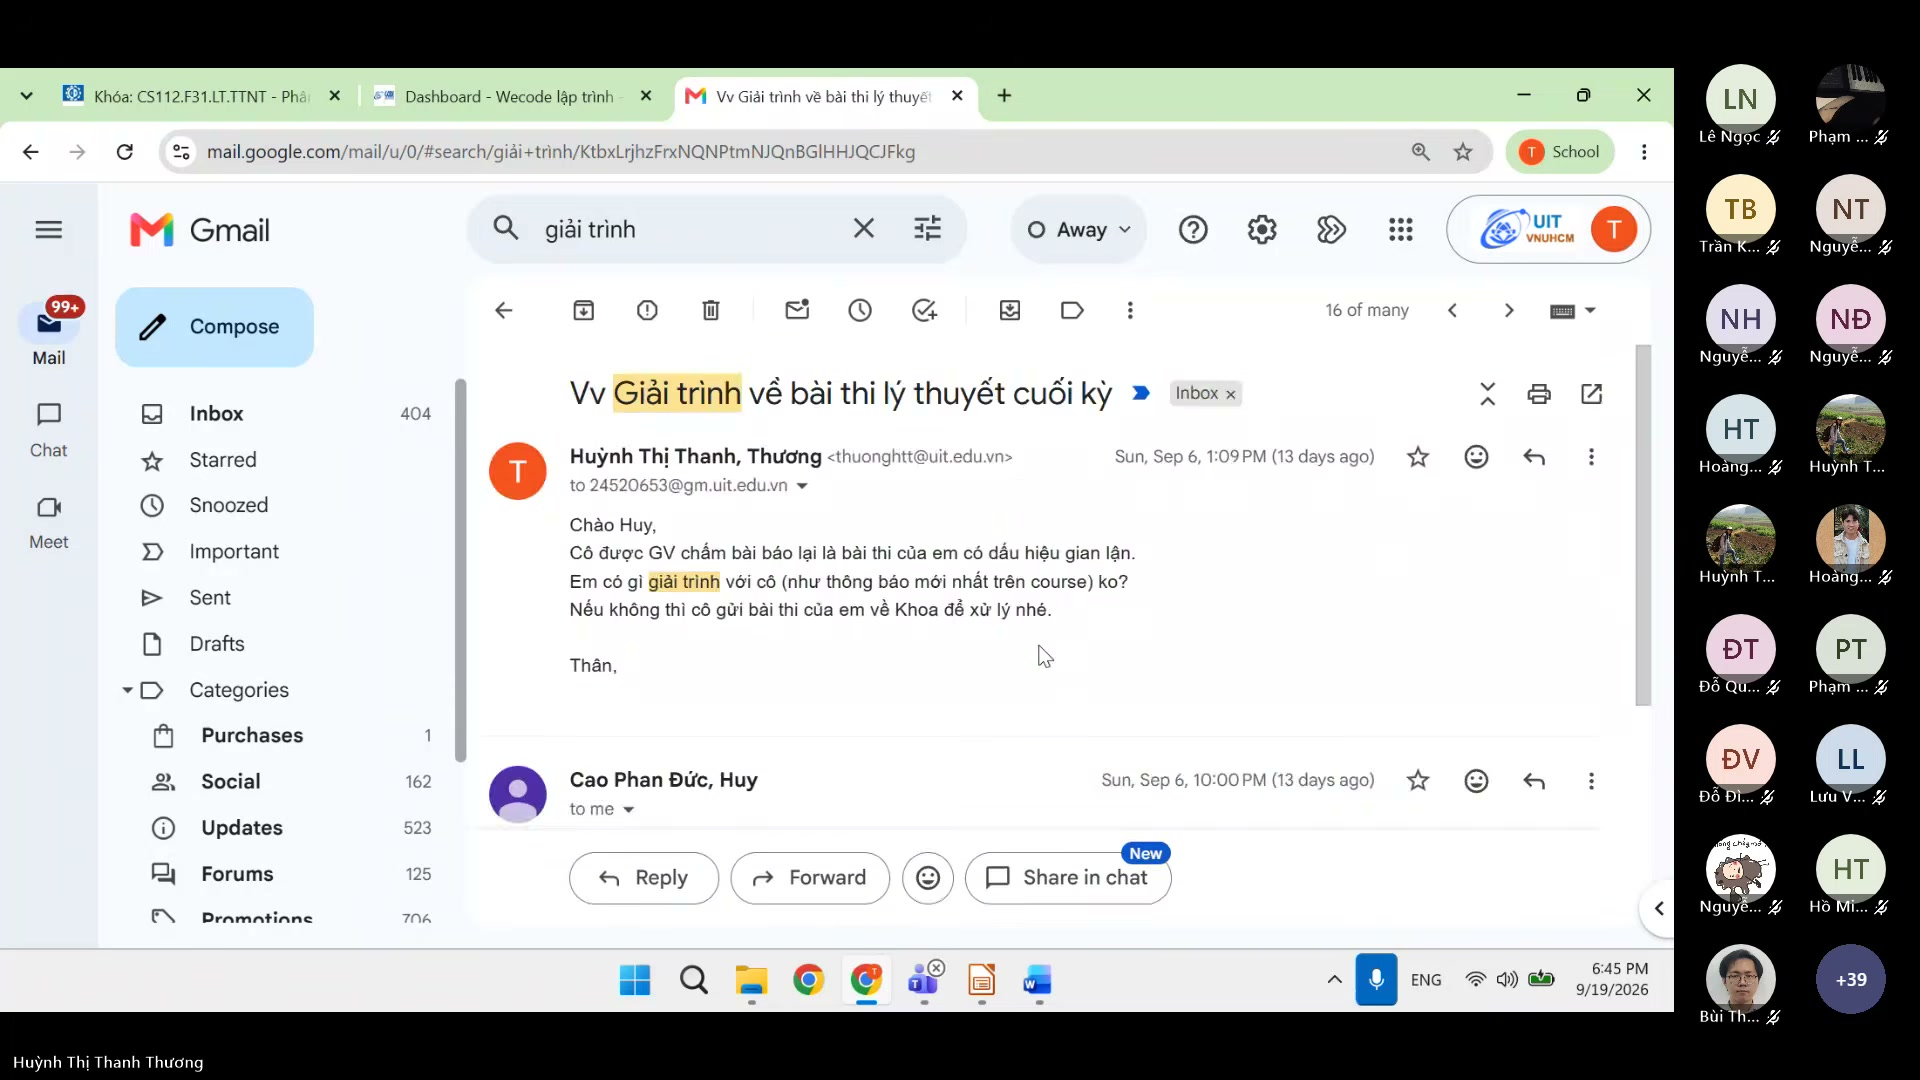 Khóa: CS112.F31.LT.TTNT - Phâ
Dashboard - Wecode lập trình
Vv Giải trình về bài thi lý thuyết
mail.google.com/mail/u/0/#search/giải+trình/KtbxLrjhzFrxNQNPtmNJQnBGlHHJQCJFkg
T School
Gmail
giải trình
Away
UIT
VNUHCM
T
99+
Mail
Chat
Meet
Compose
Inbox 404
Starred
Snoozed
Important
Sent
Drafts
Categories
Purchases 1
Social 162
Updates 523
Forums 125
Promotions 706
16 of many
Vv Giải trình về bài thi lý thuyết cuối kỳ
Inbox ×
T
Huỳnh Thị Thanh, Thương <thuonghtt@uit.edu.vn>
Sun, Sep 6, 1:09 PM (13 days ago)
to 24520653@gm.uit.edu.vn
Chào Huy,
Cô được GV chấm bài báo lại là bài thi của em có dấu hiệu gian lận.
Em có gì giải trình với cô (như thông báo mới nhất trên course) ko?
Nếu không thì cô gửi bài thi của em về Khoa để xử lý nhé.
Thân,
Cao Phan Đức, Huy
Sun, Sep 6, 10:00 PM (13 days ago)
to me
Reply
Forward
Share in chat
New
ENG
6:45 PM
9/19/2026
LN
Lê Ngọc
Phạm ...
TB
Trần K...
NT
Nguyễ...
NH
Nguyễ...
NĐ
Nguyễ...
HT
Hoàng...
Huỳnh T...
Huỳnh T...
Hoàng...
ĐT
Đỗ Qu...
PT
Phạm ...
ĐV
Đỗ Đì...
LL
Lưu V...
Nguyễ...
HT
Hồ Mi...
Bùi Th...
+39
Huỳnh Thị Thanh Thương